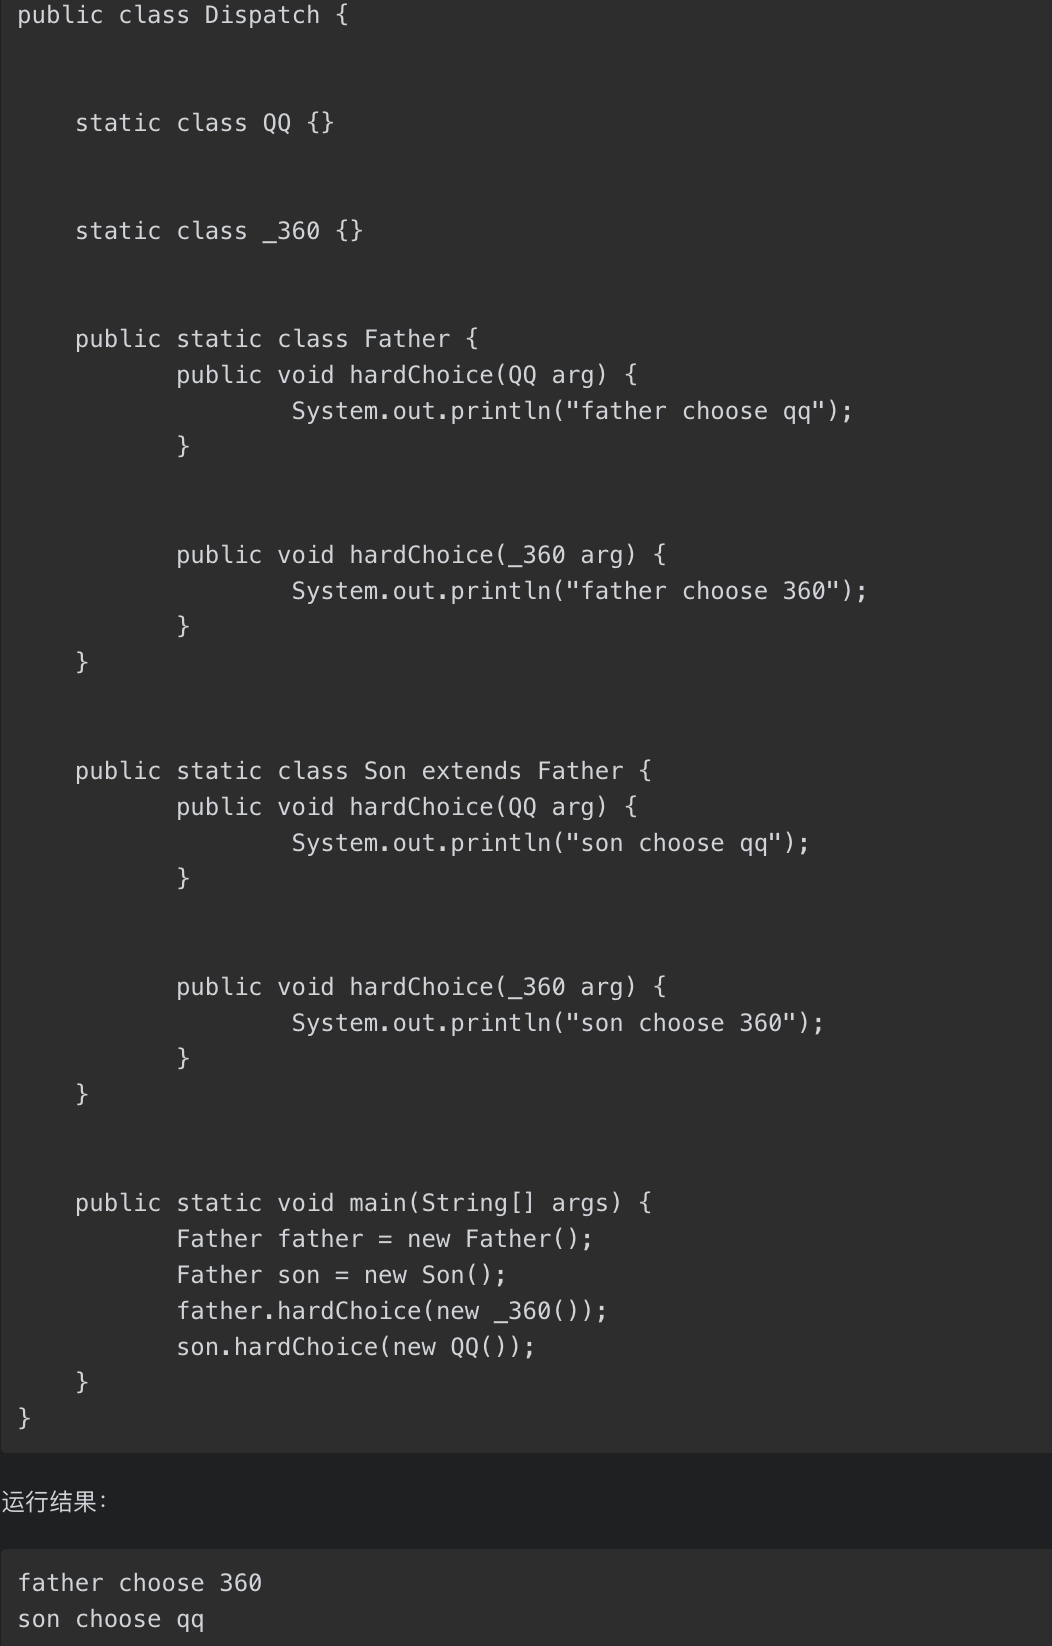 public class Dispatch {
    static class QQ {}
    static class _360 {}
    public static class Father {
           public void hardChoice(QQ arg) {
                   System.out.println("father choose qq");
           }
           public void hardChoice(_360 arg) {
                   System.out.println("father choose 360");
           }
    }
    public static class Son extends Father {
           public void hardChoice(QQ arg) {
                   System.out.println("son choose qq");
           }
           public void hardChoice(_360 arg) {
                   System.out.println("son choose 360");
           }
    }
    public static void main(String[] args) {
           Father father = new Father();
           Father son = new Son();
           father.hardChoice(new _360());
           son.hardChoice(new QQ());
    }
}
运行结果：
father choose 360
son choose qq